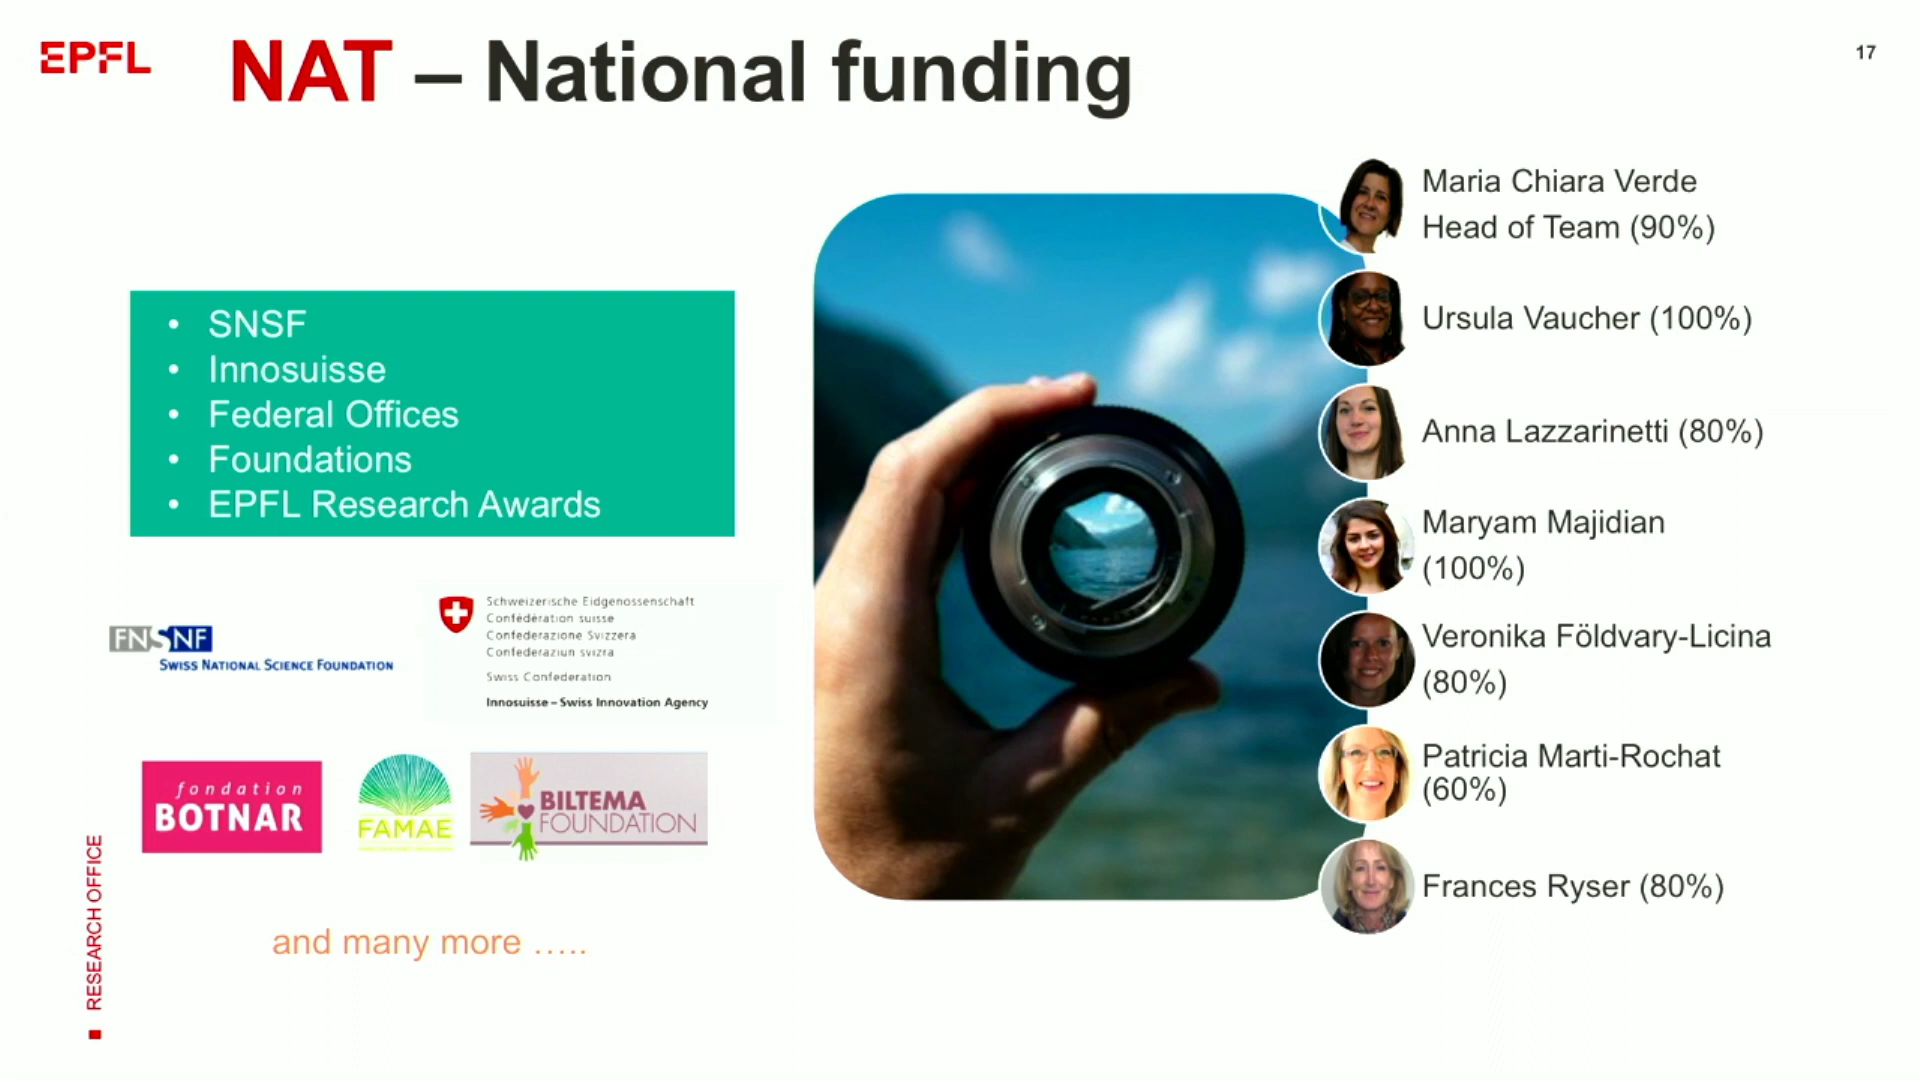 EPFL
NAT – National funding
17
• SNSF
• Innosuisse
• Federal Offices
• Foundations
• EPFL Research Awards
FNSNF
SWISS NATIONAL SCIENCE FOUNDATION
Schweizerische Eidgenossenschaft
Confédération suisse
Confederazione Svizzera
Confederaziun svizra
Swiss Confederation
Innosuisse – Swiss Innovation Agency
fondation
BOTNAR
FAMAE
BILTEMA
FOUNDATION
and many more …..
RESEARCH OFFICE
Maria Chiara Verde
Head of Team (90%)
Ursula Vaucher (100%)
Anna Lazzarinetti (80%)
Maryam Majidian
(100%)
Veronika Földvary-Licina
(80%)
Patricia Marti-Rochat
(60%)
Frances Ryser (80%)